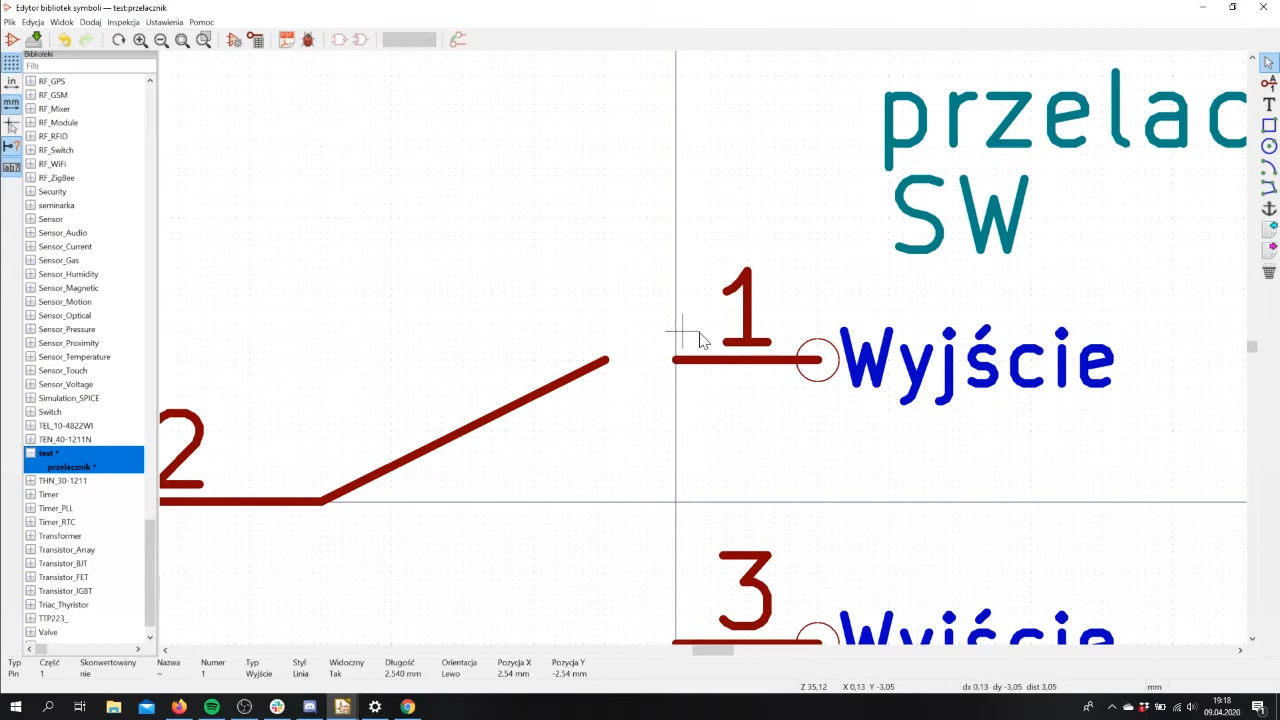 Edytor bibliotek symboli — test:przelacznik
Plik Edycja Widok Dodaj Inspekcja Ustawienia Pomoc
PDF
Biblioteki
Filtr
in
mm
ab?
RF_GPS
RF_GSM
RF_Mixer
RF_Module
RF_RFID
RF_Switch
RF_WiFi
RF_ZigBee
Security
seminarka
Sensor
Sensor_Audio
Sensor_Current
Sensor_Gas
Sensor_Humidity
Sensor_Magnetic
Sensor_Motion
Sensor_Optical
Sensor_Pressure
Sensor_Proximity
Sensor_Temperature
Sensor_Touch
Sensor_Voltage
Simulation_SPICE
Switch
TEL_10-4822WI
TEN_40-1211N
test *
przelacznik *
THN_30-1211
Timer
Timer_PLL
Timer_RTC
Transformer
Transistor_Array
Transistor_BJT
Transistor_FET
Transistor_IGBT
Triac_Thyristor
TTP223_
Valve
przelac
SW
1
Wyjście
2
3
Wyjście
Typ Część Skonwertowany Nazwa Numer Typ Styl Widoczny Długość Orientacja Pozycja X Pozycja Y
Pin 1 nie ~ 1 Wyjście Linia Tak 2.540 mm Lewo 2,54 mm -2,54 mm
Z 35,12 X 0,13 Y -3,05 dx 0,13 dy -3,05 dist 3,05 mm
19:18
09.04.2020